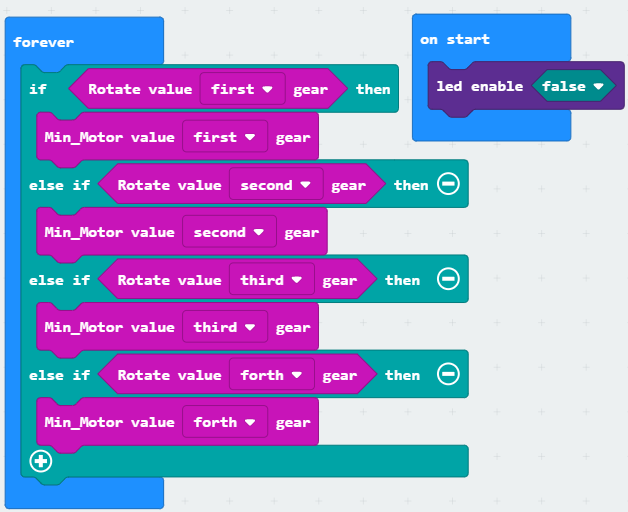 forever
on start
if Rotate value first gear then
led enable false
Min_Motor value first gear
else if Rotate value second gear then
Min_Motor value second gear
else if Rotate value third gear then
Min_Motor value third gear
else if Rotate value forth gear then
Min_Motor value forth gear